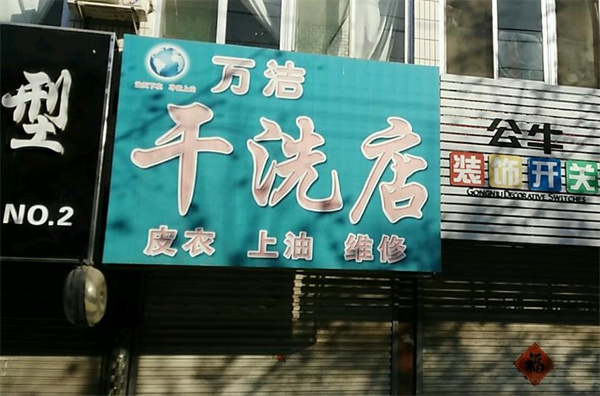 型
NO.2
万洁
干洗店
皮衣 上油 维修
公牛
装饰开关
GONGNIU DECORATIVE SWITCHES
福